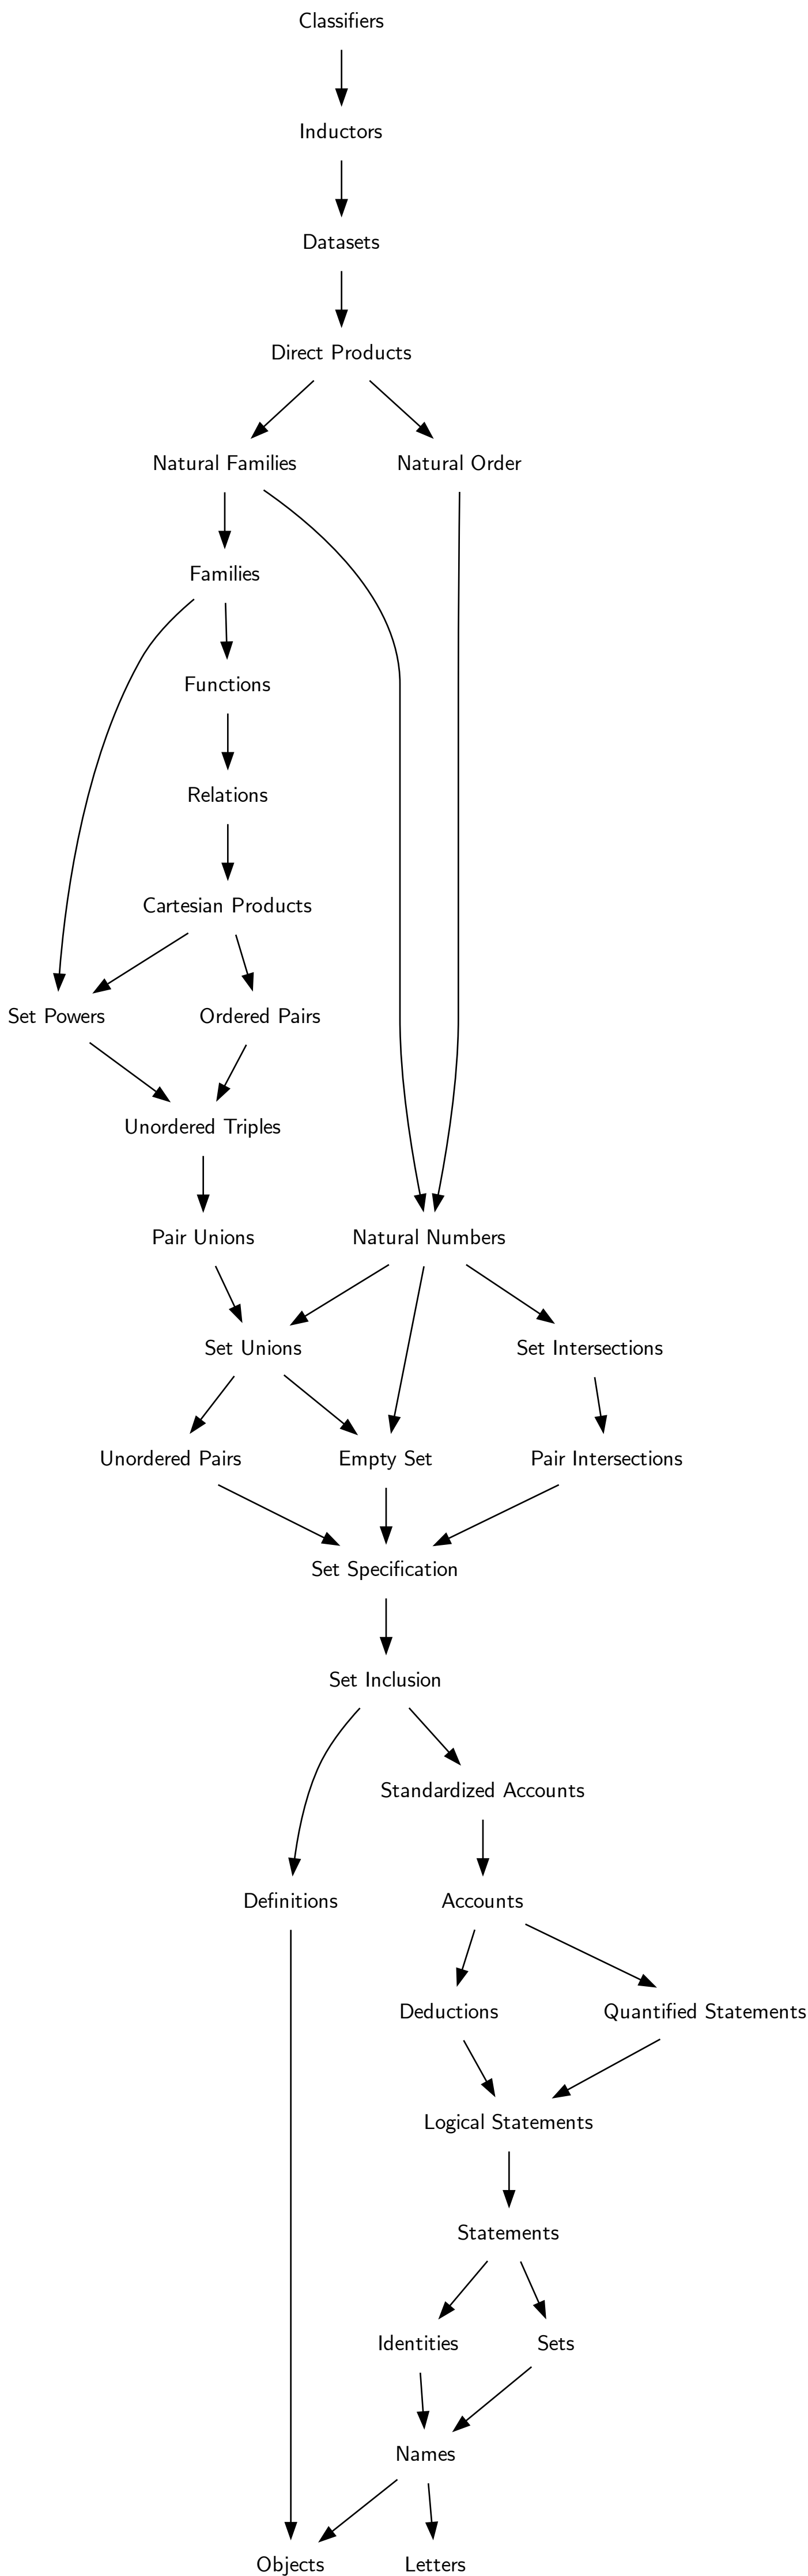 Classifiers
Inductors
Datasets
Direct Products
Natural Families
Natural Order
Families
Functions
Relations
Cartesian Products
Set Powers
Ordered Pairs
Unordered Triples
Pair Unions
Natural Numbers
Set Unions
Set Intersections
Unordered Pairs
Empty Set
Pair Intersections
Set Specification
Set Inclusion
Standardized Accounts
Definitions
Accounts
Deductions
Quantified Statements
Logical Statements
Statements
Identities
Sets
Names
Objects
Letters